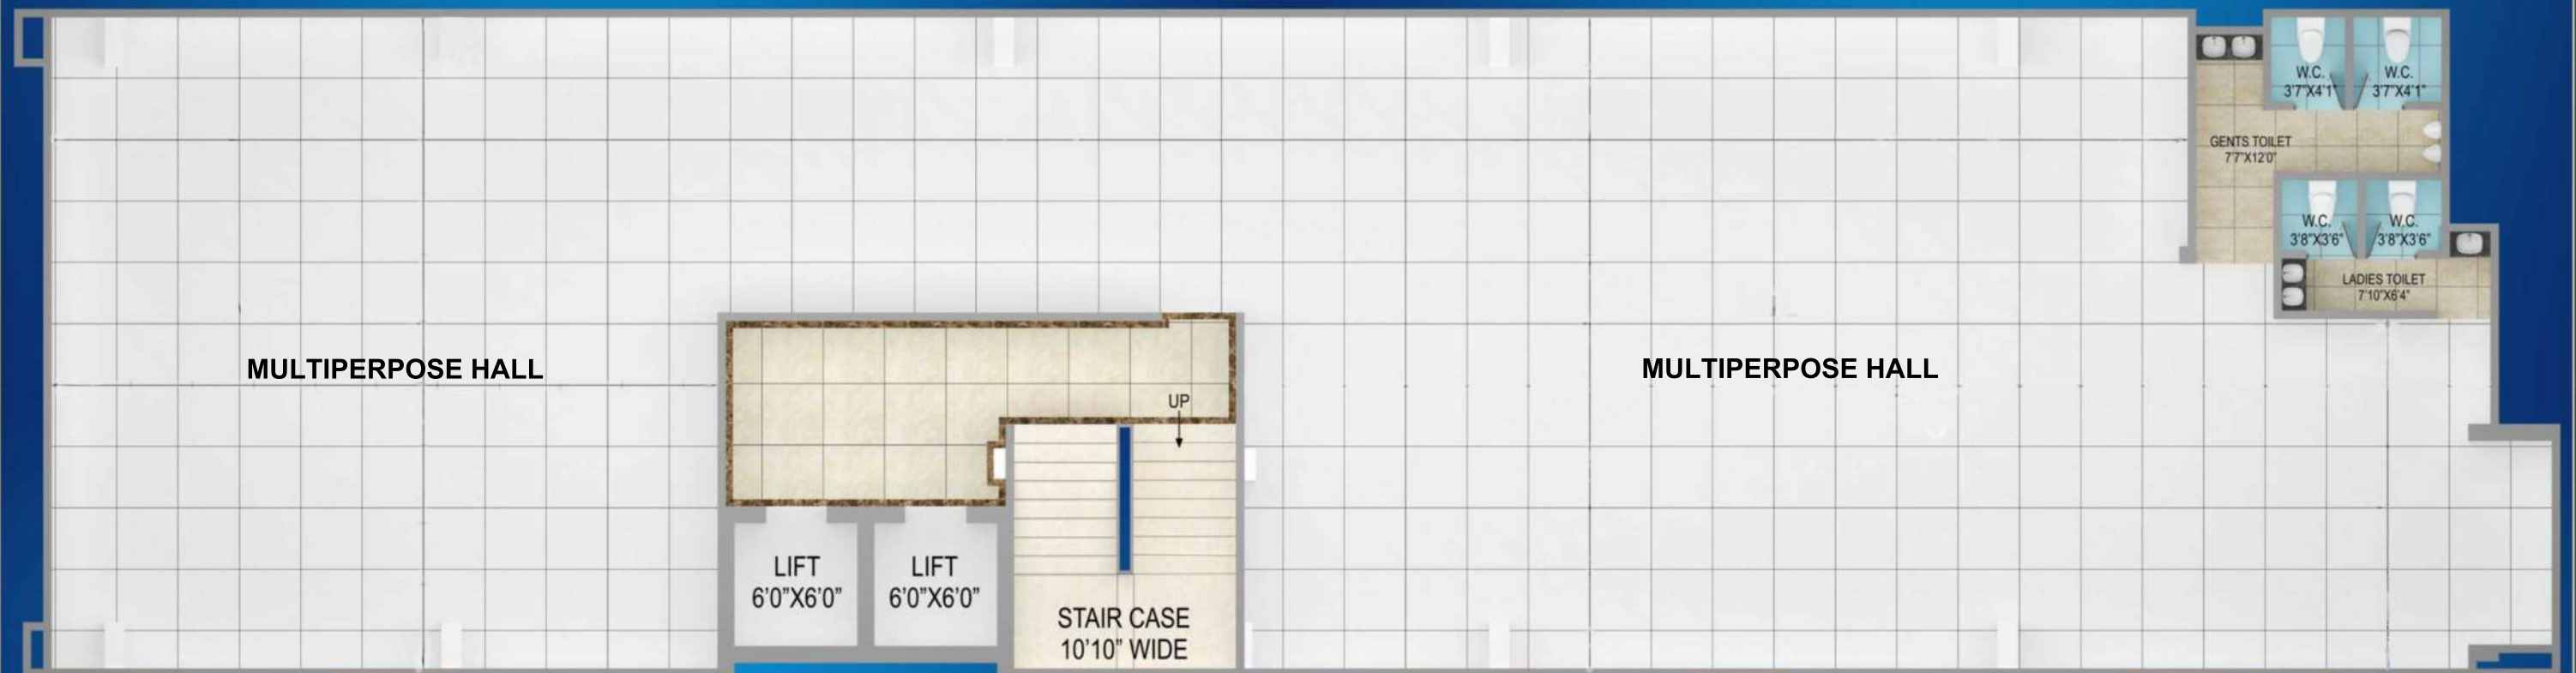 W.C.
3'7"X4'1"
W.C.
3'7"X4'1"
GENTS TOILET
7'7"X12'0"
W.C.
3'8"X3'6"
W.C.
3'8"X3'6"
LADIES TOILET
7'10"X6'4"
MULTIPERPOSE HALL
MULTIPERPOSE HALL
UP
LIFT
6'0"X6'0"
LIFT
6'0"X6'0"
STAIR CASE
10'10" WIDE